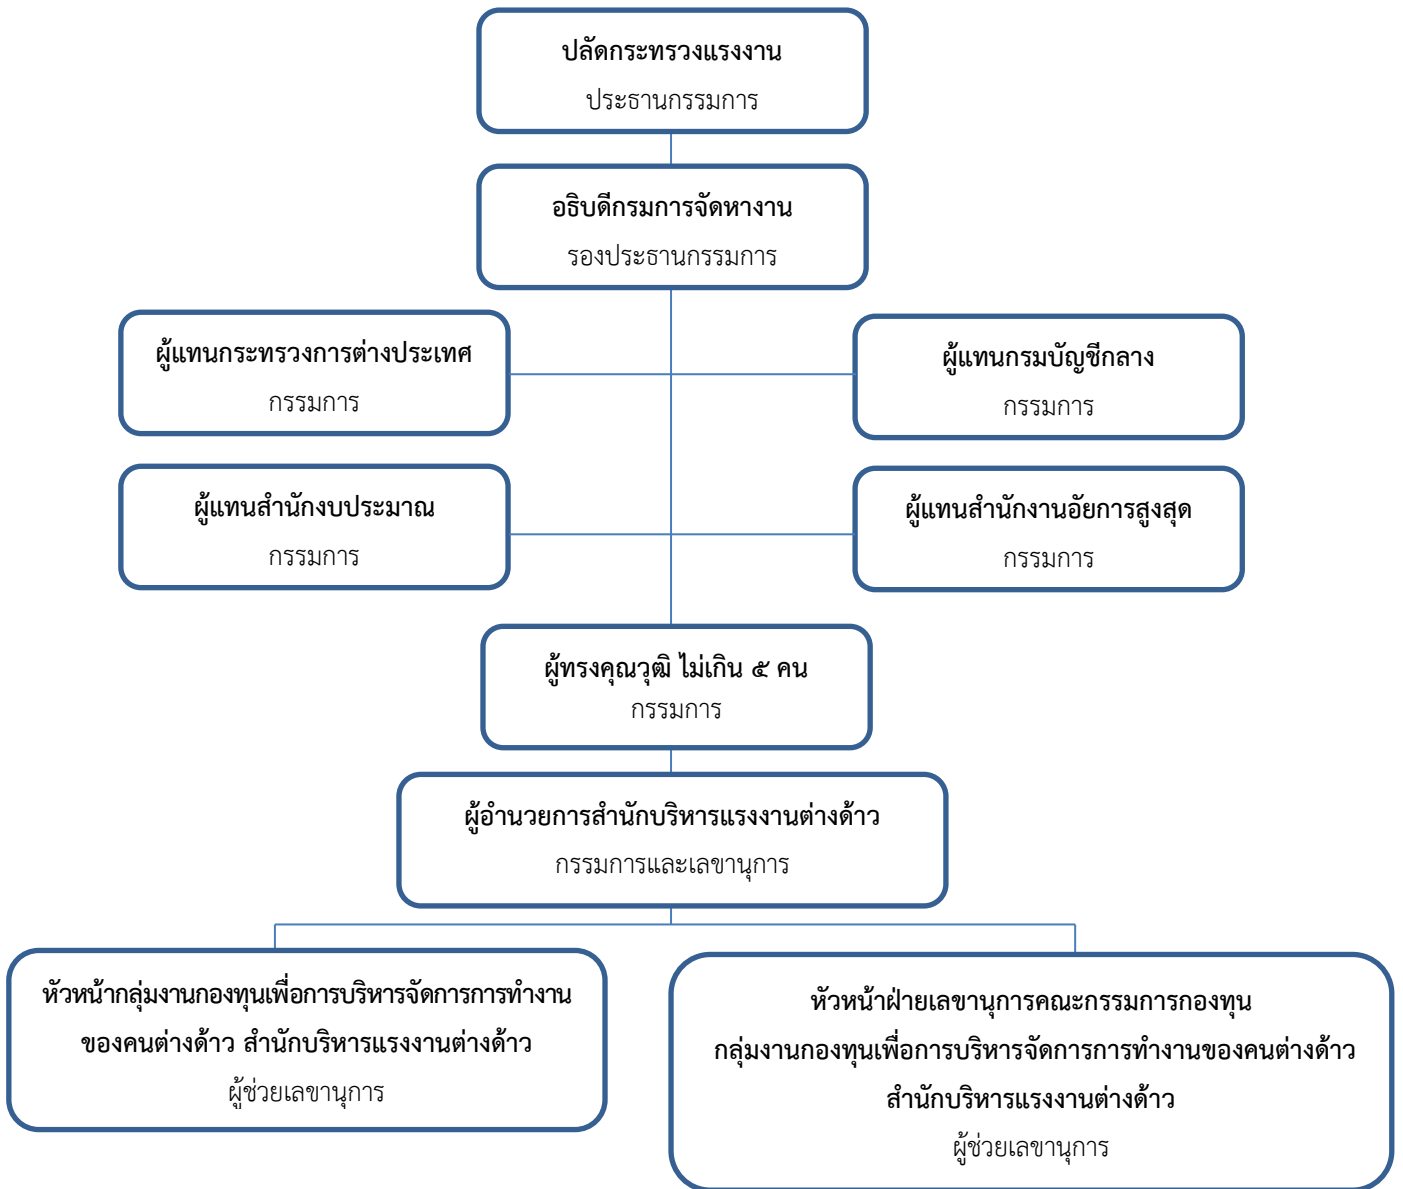 ปลัดกระทรวงแรงงาน
ประธานกรรมการ
อธิบดีกรมการจัดหางาน
รองประธานกรรมการ
ผู้แทนกระทรวงการต่างประเทศ
กรรมการ
ผู้แทนกรมบัญชีกลาง
กรรมการ
ผู้แทนสำนักงบประมาณ
กรรมการ
ผู้แทนสำนักงานอัยการสูงสุด
กรรมการ
ผู้ทรงคุณวุฒิ ไม่เกิน ๕ คน
กรรมการ
ผู้อำนวยการสำนักบริหารแรงงานต่างด้าว
กรรมการและเลขานุการ
หัวหน้ากลุ่มงานกองทุนเพื่อการบริหารจัดการการทำงาน
ของคนต่างด้าว สำนักบริหารแรงงานต่างด้าว
ผู้ช่วยเลขานุการ
หัวหน้าฝ่ายเลขานุการคณะกรรมการกองทุน
กลุ่มงานกองทุนเพื่อการบริหารจัดการการทำงานของคนต่างด้าว
สำนักบริหารแรงงานต่างด้าว
ผู้ช่วยเลขานุการ